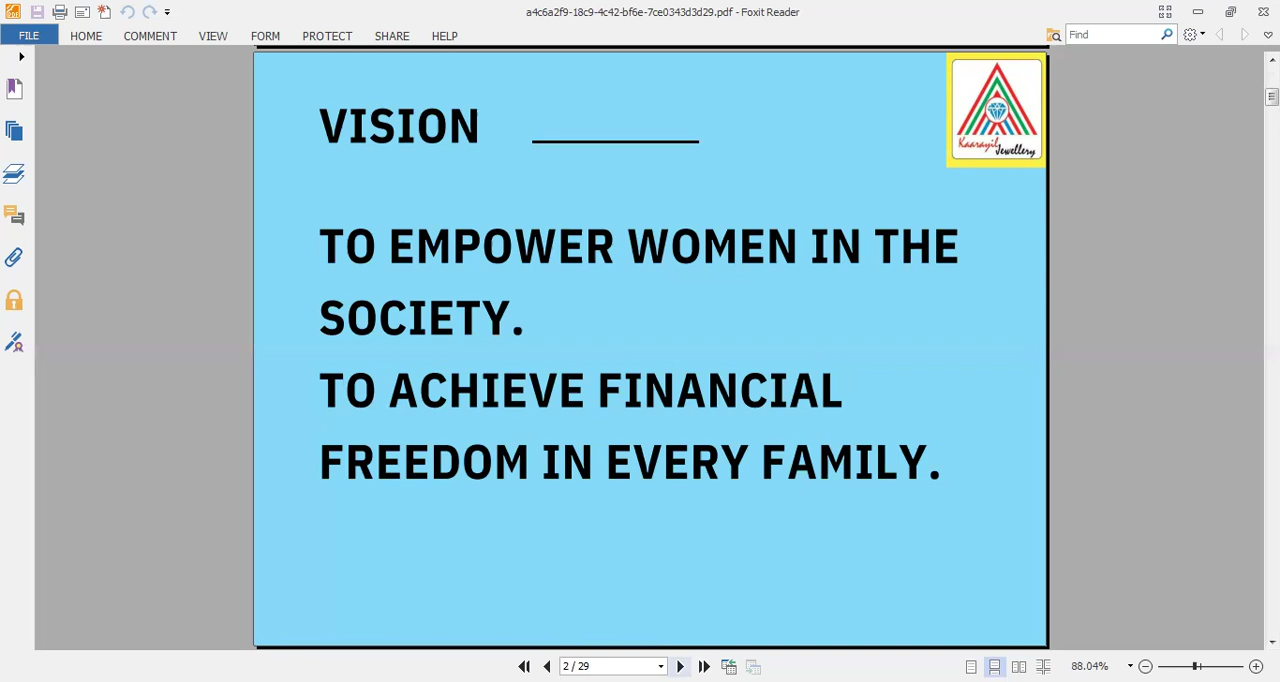 a4c6a2f9-18c9-4c42-bf6e-7ce0343d3d29.pdf - Foxit Reader
FILE HOME COMMENT VIEW FORM PROTECT SHARE HELP
Find
VISION
Kaarayil
Jewellery
TO EMPOWER WOMEN IN THE
SOCIETY.
TO ACHIEVE FINANCIAL
FREEDOM IN EVERY FAMILY.
2 / 29
88.04%